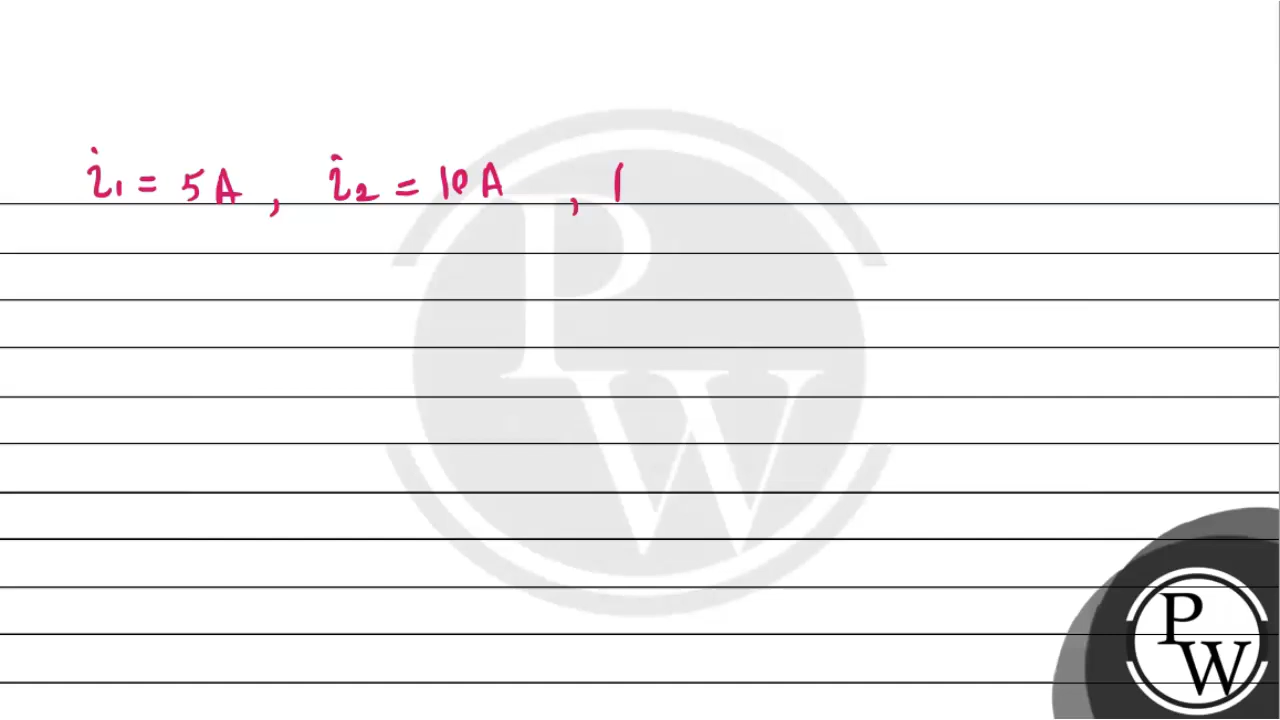 i₁ = 5A, i₂ = 10A, 
P
W
P
W